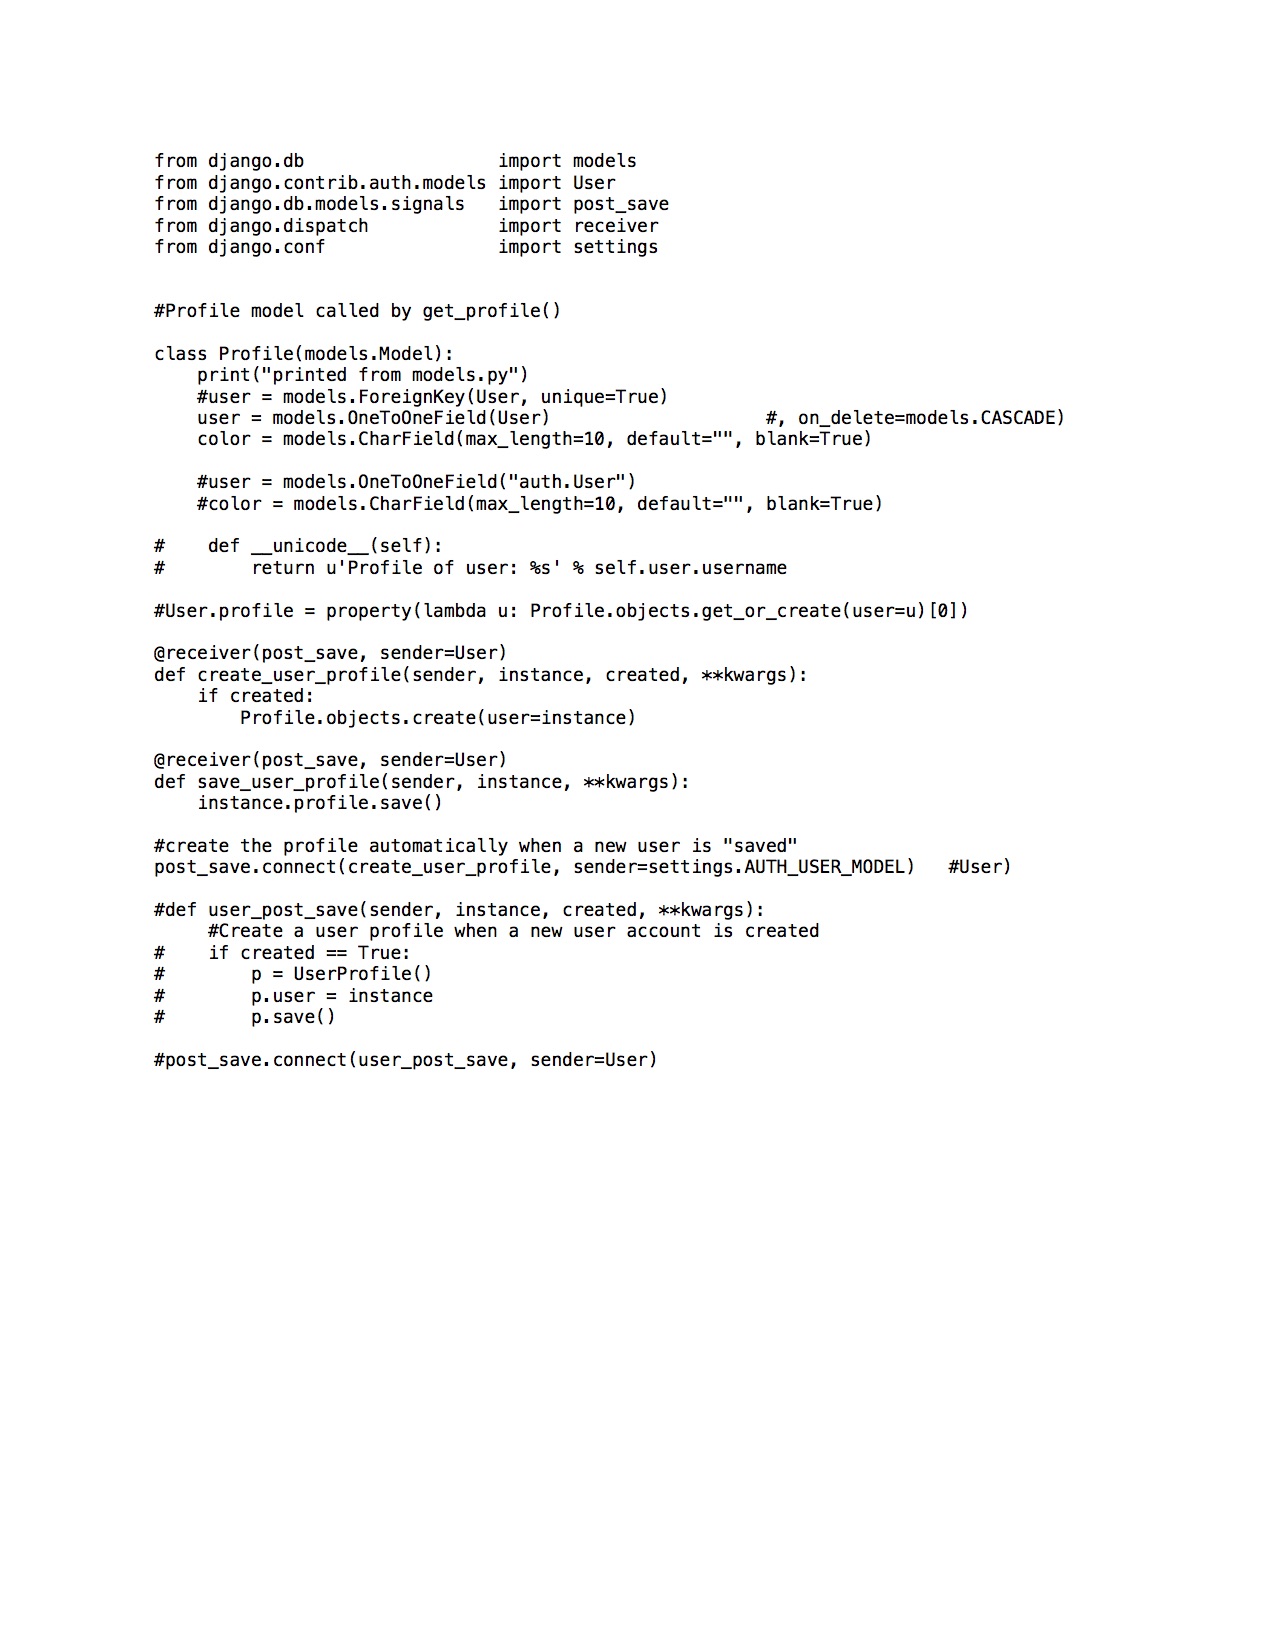 from django.db                  import models
from django.contrib.auth.models import User
from django.db.models.signals   import post_save
from django.dispatch            import receiver
from django.conf                import settings
#Profile model called by get_profile()
class Profile(models.Model):
    print("printed from models.py")
    #user = models.ForeignKey(User, unique=True)
    user = models.OneToOneField(User)                    #, on_delete=models.CASCADE)
    color = models.CharField(max_length=10, default="", blank=True)
    #user = models.OneToOneField("auth.User")
    #color = models.CharField(max_length=10, default="", blank=True)
#    def __unicode__(self):
#        return u'Profile of user: %s' % self.user.username
#User.profile = property(lambda u: Profile.objects.get_or_create(user=u)[0])
@receiver(post_save, sender=User)
def create_user_profile(sender, instance, created, **kwargs):
    if created:
        Profile.objects.create(user=instance)
@receiver(post_save, sender=User)
def save_user_profile(sender, instance, **kwargs):
    instance.profile.save()
#create the profile automatically when a new user is "saved"
post_save.connect(create_user_profile, sender=settings.AUTH_USER_MODEL)   #User)
#def user_post_save(sender, instance, created, **kwargs):
     #Create a user profile when a new user account is created
#    if created == True:
#        p = UserProfile()
#        p.user = instance
#        p.save()
#post_save.connect(user_post_save, sender=User)